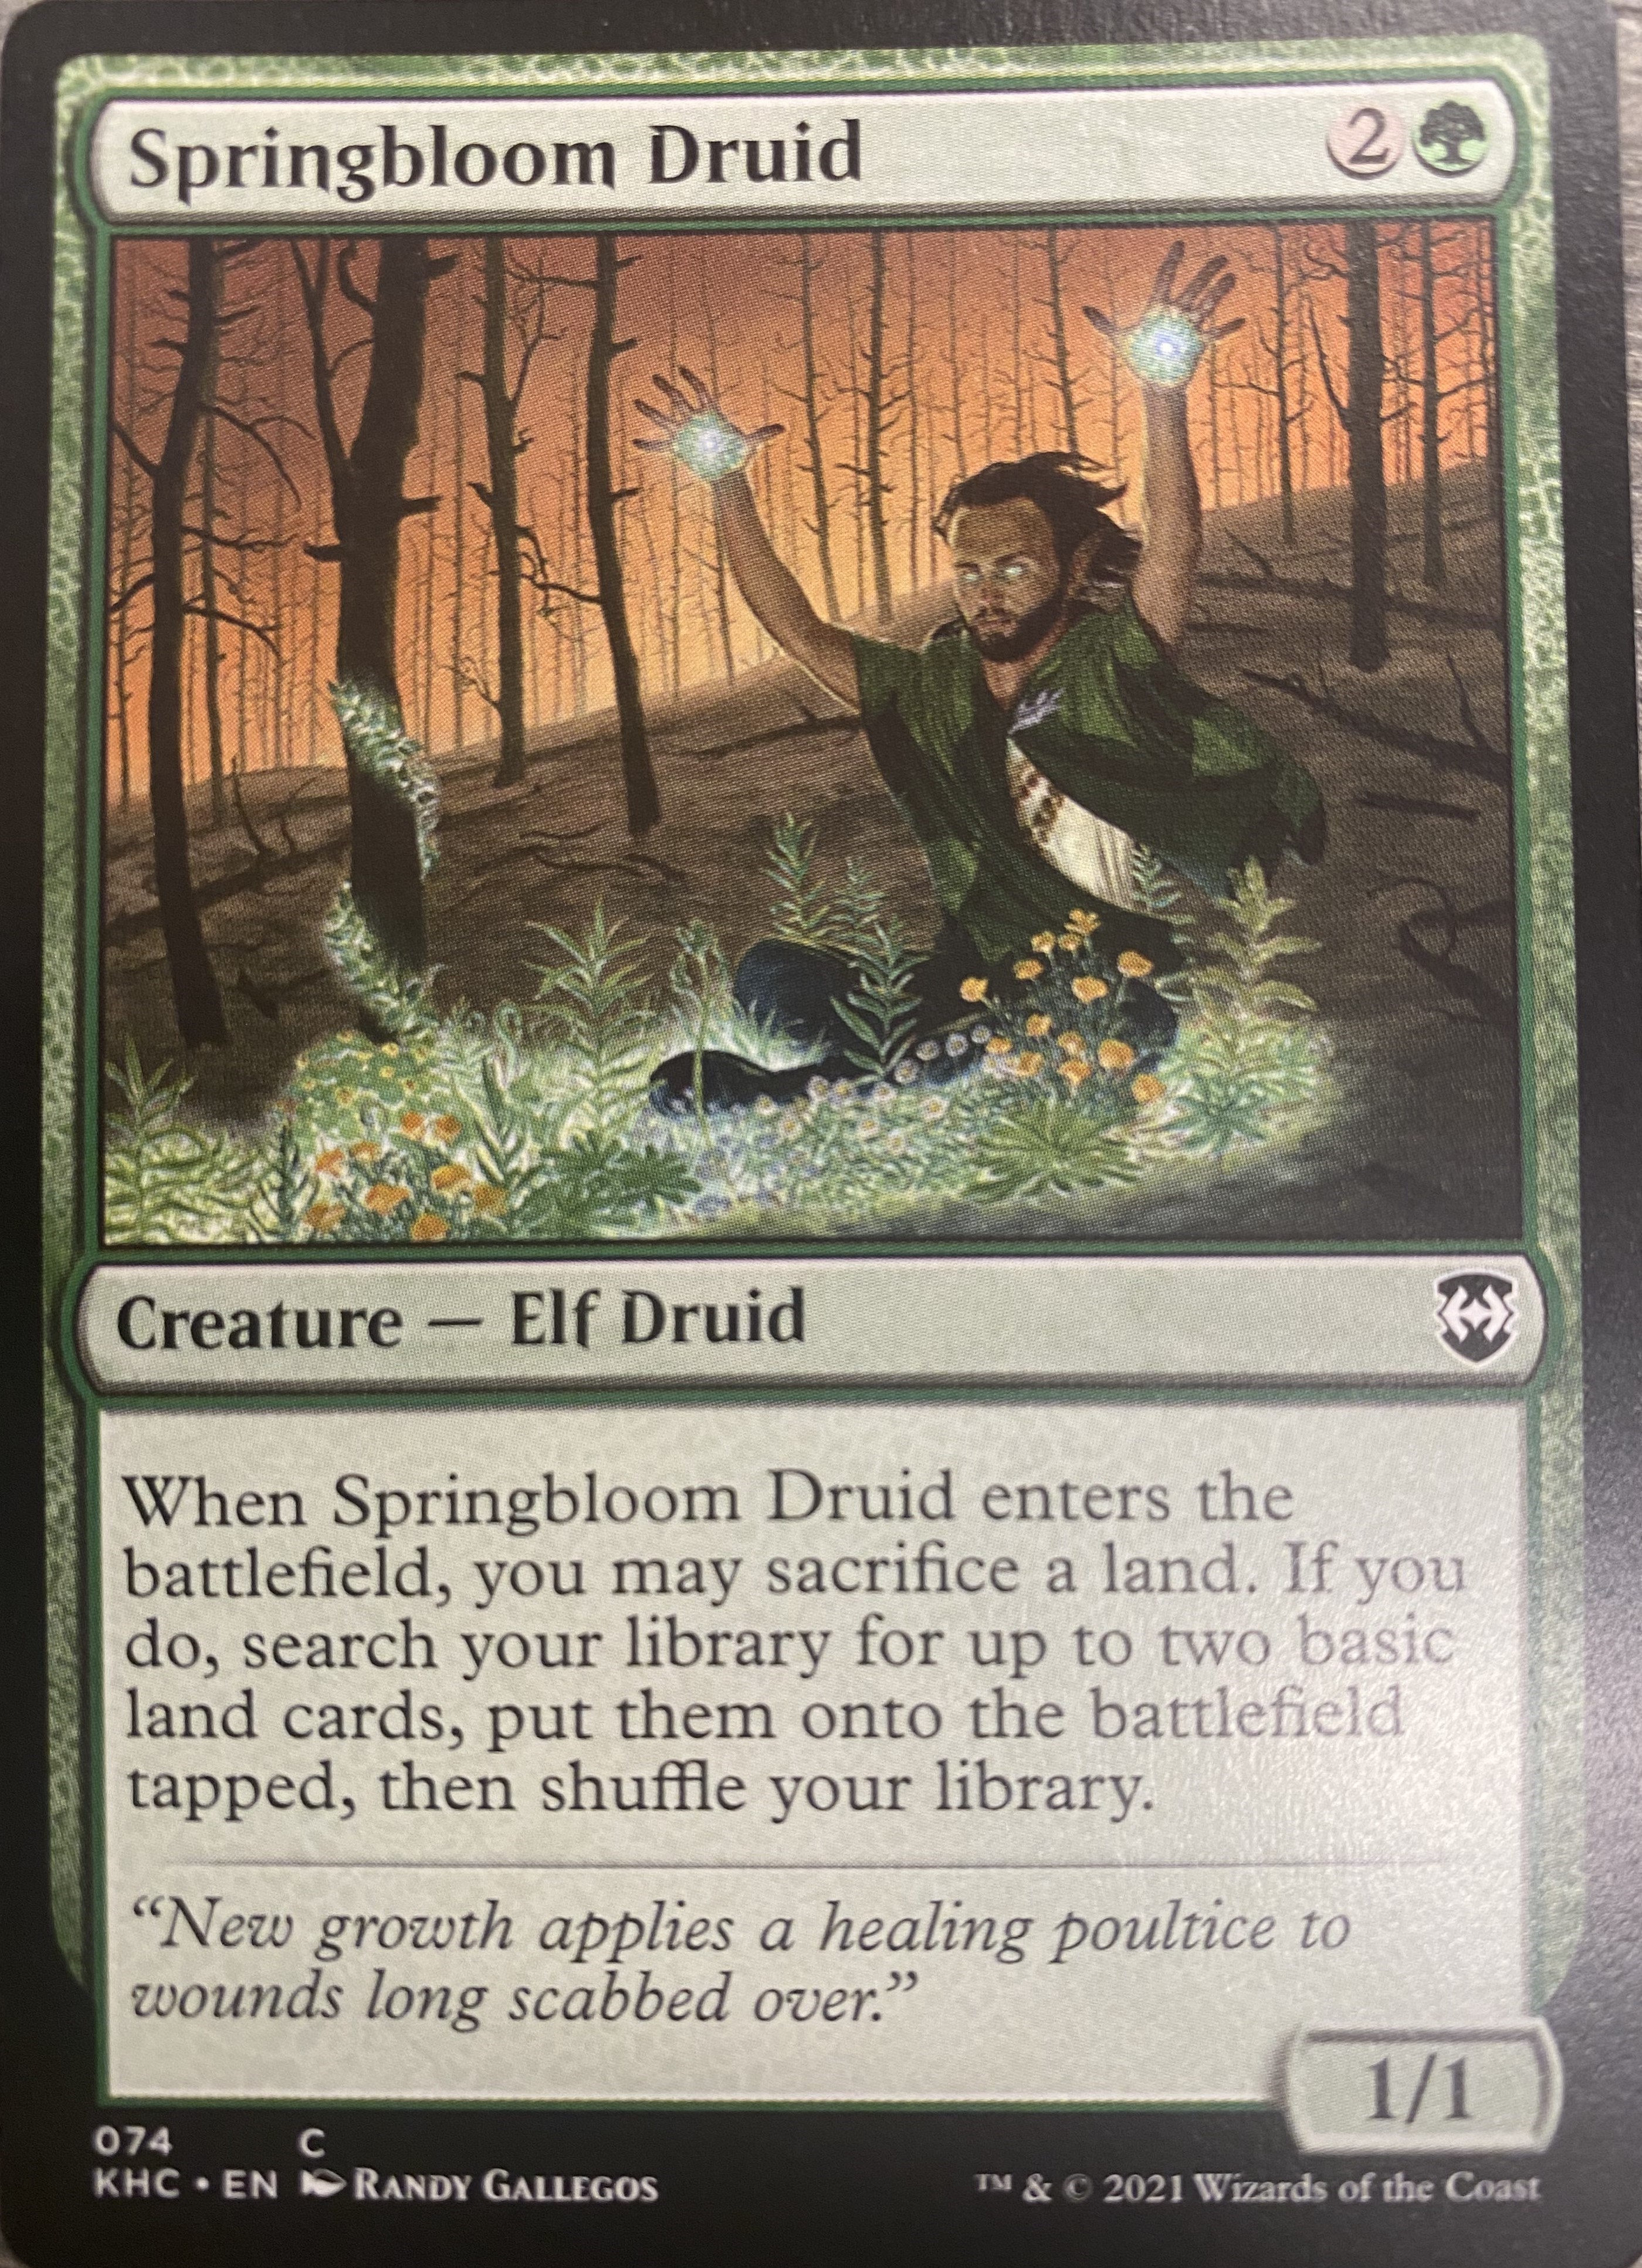 Springbloom Druid 2
Creature — Elf Druid
When Springbloom Druid enters the
battlefield, you may sacrifice a land. If you
do, search your library for up to two basic
land cards, put them onto the battlefield
tapped, then shuffle your library.
“New growth applies a healing poultice to
wounds long scabbed over.”
1/1
074 C
KHC • EN RANDY GALLEGOS
™ & © 2021 Wizards of the Coast